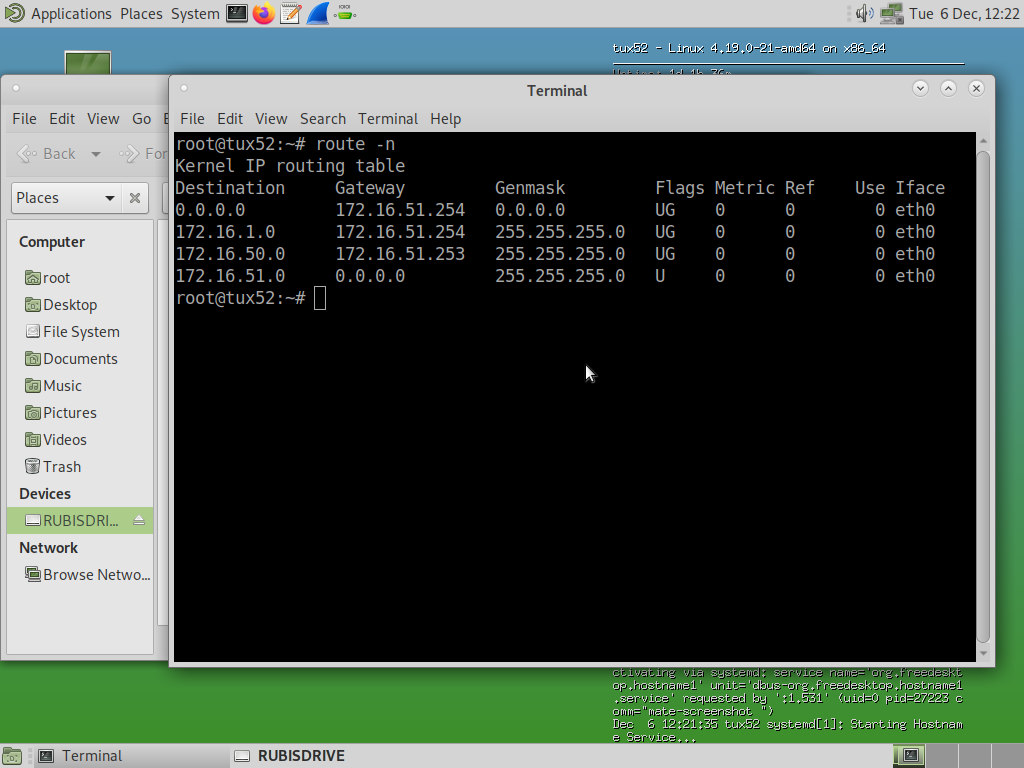 Applications Places System Tue 6 Dec, 12:22
tux52 - Linux 4.19.0-21-amd64 on x86_64
Terminal
File Edit View Go
Back
Places
Computer
root
Desktop
File System
Documents
Music
Pictures
Videos
Trash
Devices
RUBISDRI...
Network
Browse Netwo...
File Edit View Search Terminal Help
root@tux52:~# route -n
Kernel IP routing table
Destination Gateway Genmask Flags Metric Ref Use Iface
0.0.0.0 172.16.51.254 0.0.0.0 UG 0 0 0 eth0
172.16.1.0 172.16.51.254 255.255.255.0 UG 0 0 0 eth0
172.16.50.0 172.16.51.253 255.255.255.0 UG 0 0 0 eth0
172.16.51.0 0.0.0.0 255.255.255.0 U 0 0 0 eth0
root@tux52:~#
ctivating via systemd: service name='org.freedeskt
op.hostname1' unit='dbus-org.freedesktop.hostname1
.service' requested by ':1.531' (uid=0 pid=27223 c
omm="mate-screenshot ")
Dec 6 12:21:35 tux52 systemd[1]: Starting Hostnam
e Service...
Terminal RUBISDRIVE